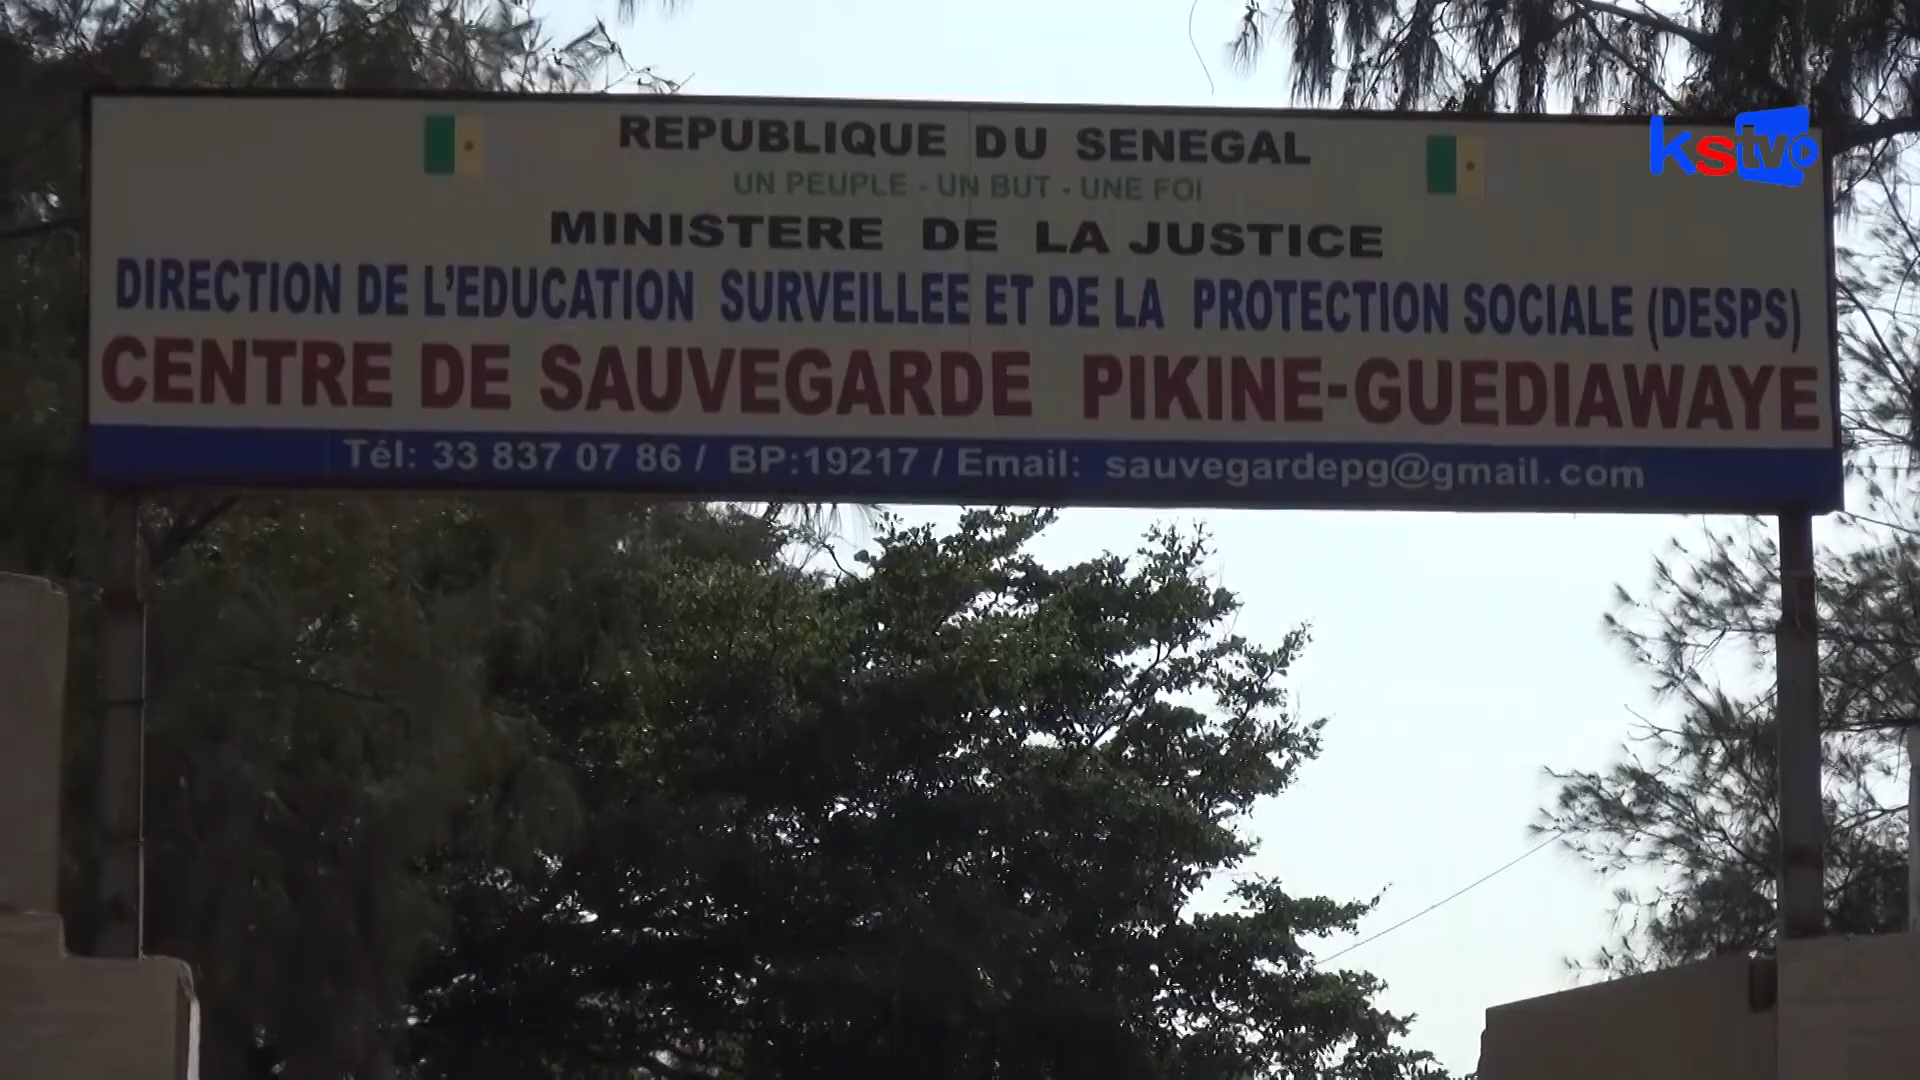 REPUBLIQUE DU SENEGAL
UN PEUPLE - UN BUT - UNE FOI
MINISTERE DE LA JUSTICE
DIRECTION DE L'EDUCATION SURVEILLEE ET DE LA PROTECTION SOCIALE (DESPS)
CENTRE DE SAUVEGARDE PIKINE-GUEDIAWAYE
Tél: 33 837 07 86 / BP:19217 / Email: sauvegardepg@gmail.com
kstv